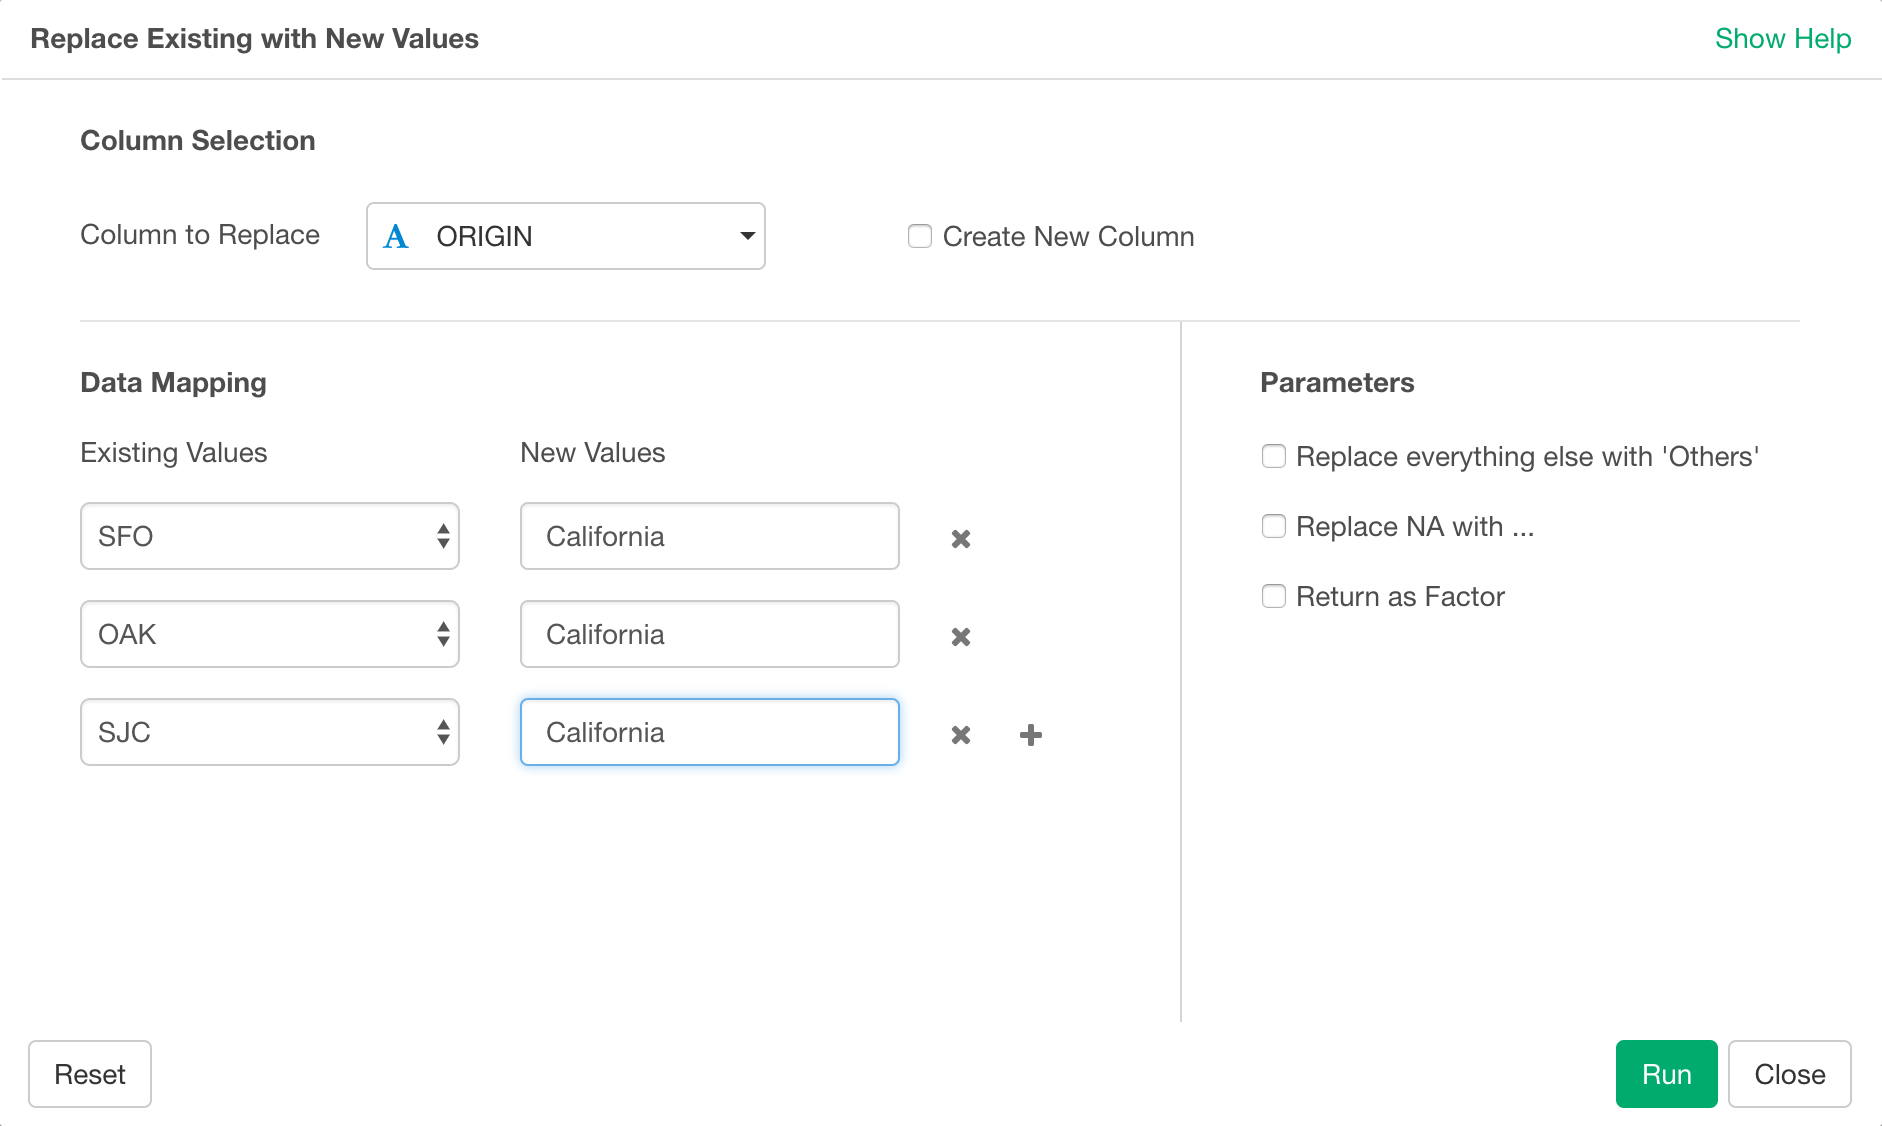 Replace Existing with New Values
Show Help
Column Selection
Column to Replace
A ORIGIN
Create New Column
Data Mapping
Existing Values
New Values
SFO
California
OAK
California
SJC
California
Parameters
Replace everything else with 'Others'
Replace NA with ...
Return as Factor
Reset
Run
Close